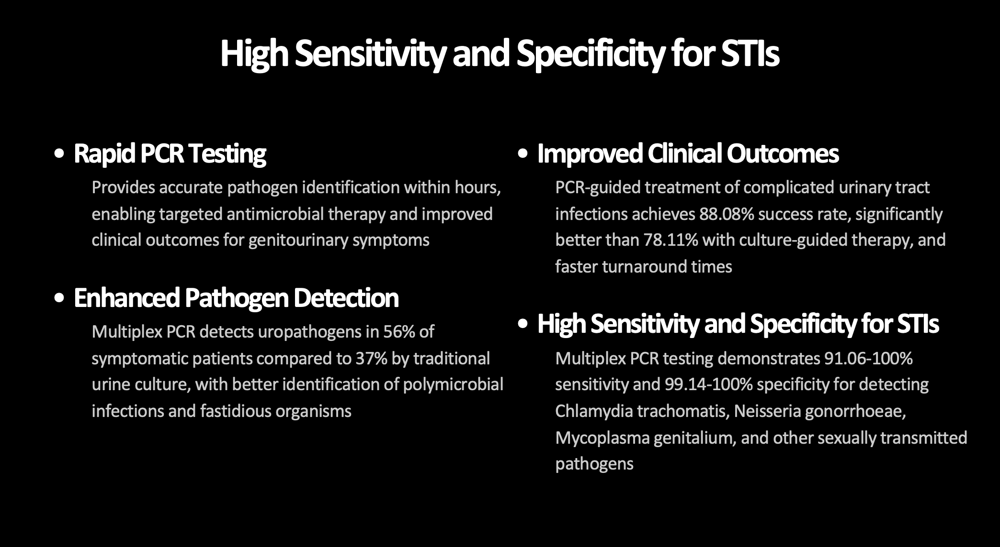 High Sensitivity and Specificity for STIs
• Rapid PCR Testing
Provides accurate pathogen identification within hours,
enabling targeted antimicrobial therapy and improved
clinical outcomes for genitourinary symptoms
• Enhanced Pathogen Detection
Multiplex PCR detects uropathogens in 56% of
symptomatic patients compared to 37% by traditional
urine culture, with better identification of polymicrobial
infections and fastidious organisms
• Improved Clinical Outcomes
PCR-guided treatment of complicated urinary tract
infections achieves 88.08% success rate, significantly
better than 78.11% with culture-guided therapy, and
faster turnaround times
• High Sensitivity and Specificity for STIs
Multiplex PCR testing demonstrates 91.06-100%
sensitivity and 99.14-100% specificity for detecting
Chlamydia trachomatis, Neisseria gonorrhoeae,
Mycoplasma genitalium, and other sexually transmitted
pathogens